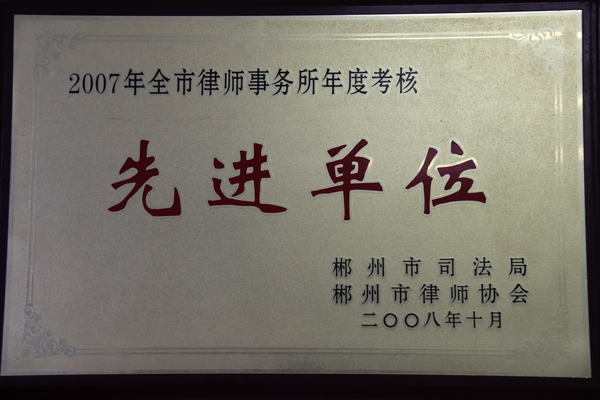 2007年全市律师事务所年度考核
先进单位
郴州市司法局
郴州市律师协会
二〇〇八年十月